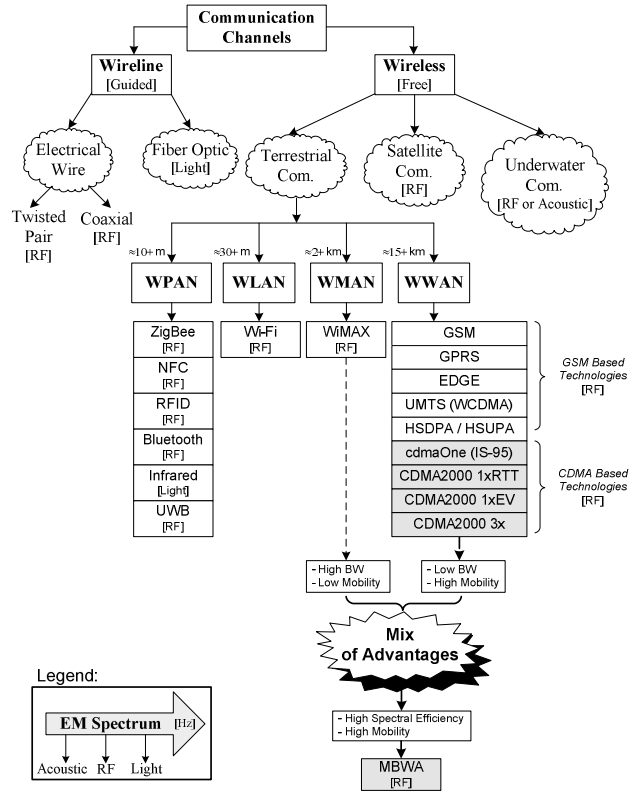 Communication
Channels
Wireline
[Guided]
Wireless
[Free]
Electrical
Wire
Fiber Optic
[Light]
Terrestrial
Com.
Satellite
Com.
[RF]
Underwater
Com.
[RF or Acoustic]
Twisted
Pair
[RF]
Coaxial
[RF]
≈10+ m
≈30+ m
≈2+ km
≈15+ km
WPAN
WLAN
WMAN
WWAN
ZigBee
[RF]
NFC
[RF]
RFID
[RF]
Bluetooth
[RF]
Infrared
[Light]
UWB
[RF]
Wi-Fi
[RF]
WiMAX
[RF]
GSM
GPRS
EDGE
UMTS (WCDMA)
HSDPA / HSUPA
cdmaOne (IS-95)
CDMA2000 1xRTT
CDMA2000 1xEV
CDMA2000 3x
GSM Based
Technologies
[RF]
CDMA Based
Technologies
[RF]
- High BW
- Low Mobility
- Low BW
- High Mobility
Mix
of Advantages
- High Spectral Efficiency
- High Mobility
MBWA
[RF]
Legend:
EM Spectrum [Hz]
Acoustic RF Light